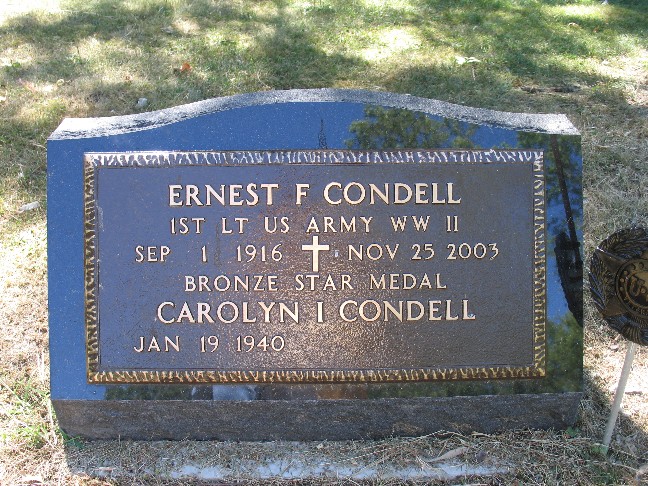 ERNEST F CONDELL
1ST LT US ARMY WW II
SEP 1 1916 NOV 25 2003
BRONZE STAR MEDAL
CAROLYN I CONDELL
JAN 19 1940